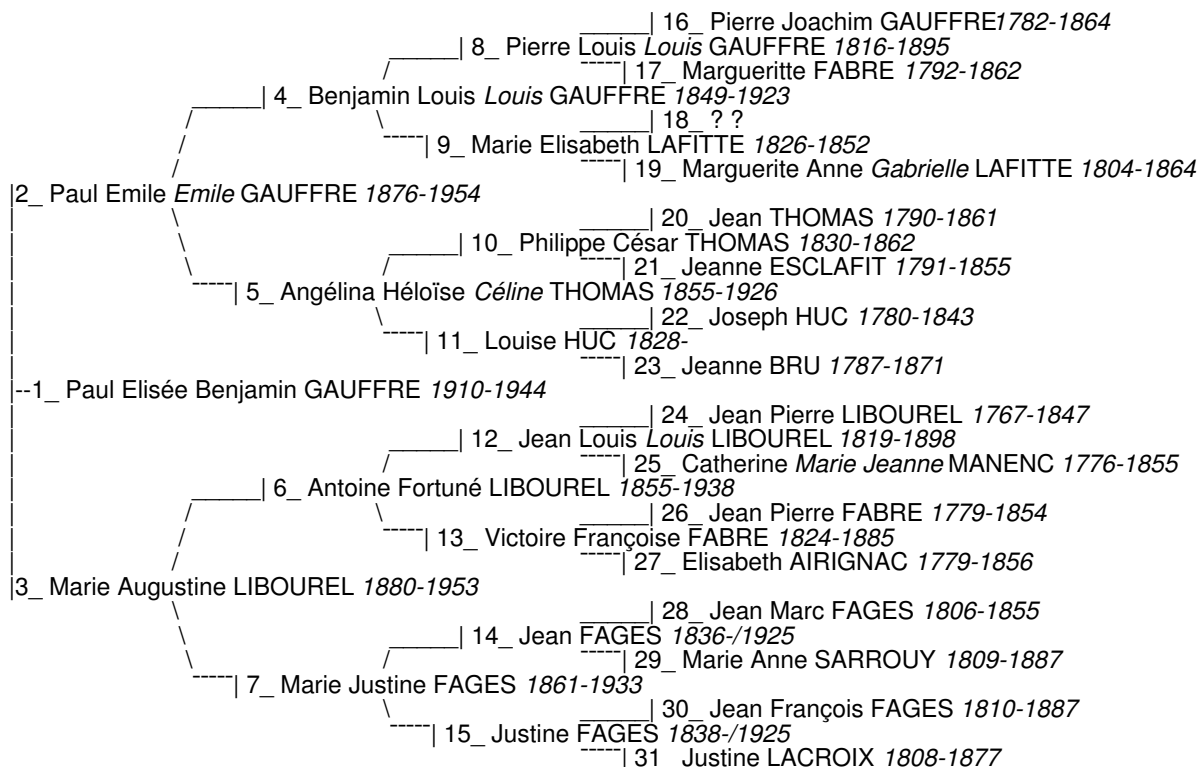 16_ Pierre Joachim GAUFFRE1782-1864
8_ Pierre Louis Louis GAUFFRE 1816-1895
17_ Margueritte FABRE 1792-1862
4_ Benjamin Louis Louis GAUFFRE 1849-1923
18_ ? ?
9_ Marie Elisabeth LAFITTE 1826-1852
19_ Marguerite Anne Gabrielle LAFITTE 1804-1864
2_ Paul Emile Emile GAUFFRE 1876-1954
20_ Jean THOMAS 1790-1861
10_ Philippe César THOMAS 1830-1862
21_ Jeanne ESCLAFIT 1791-1855
5_ Angélina Héloïse Céline THOMAS 1855-1926
22_ Joseph HUC 1780-1843
11_ Louise HUC 1828-
23_ Jeanne BRU 1787-1871
--1_ Paul Elisée Benjamin GAUFFRE 1910-1944
24_ Jean Pierre LIBOUREL 1767-1847
12_ Jean Louis Louis LIBOUREL 1819-1898
25_ Catherine Marie Jeanne MANENC 1776-1855
6_ Antoine Fortuné LIBOUREL 1855-1938
26_ Jean Pierre FABRE 1779-1854
13_ Victoire Françoise FABRE 1824-1885
27_ Elisabeth AIRIGNAC 1779-1856
3_ Marie Augustine LIBOUREL 1880-1953
28_ Jean Marc FAGES 1806-1855
14_ Jean FAGES 1836-/1925
29_ Marie Anne SARROUY 1809-1887
7_ Marie Justine FAGES 1861-1933
30_ Jean François FAGES 1810-1887
15_ Justine FAGES 1838-/1925
31_ Justine LACROIX 1808-1877